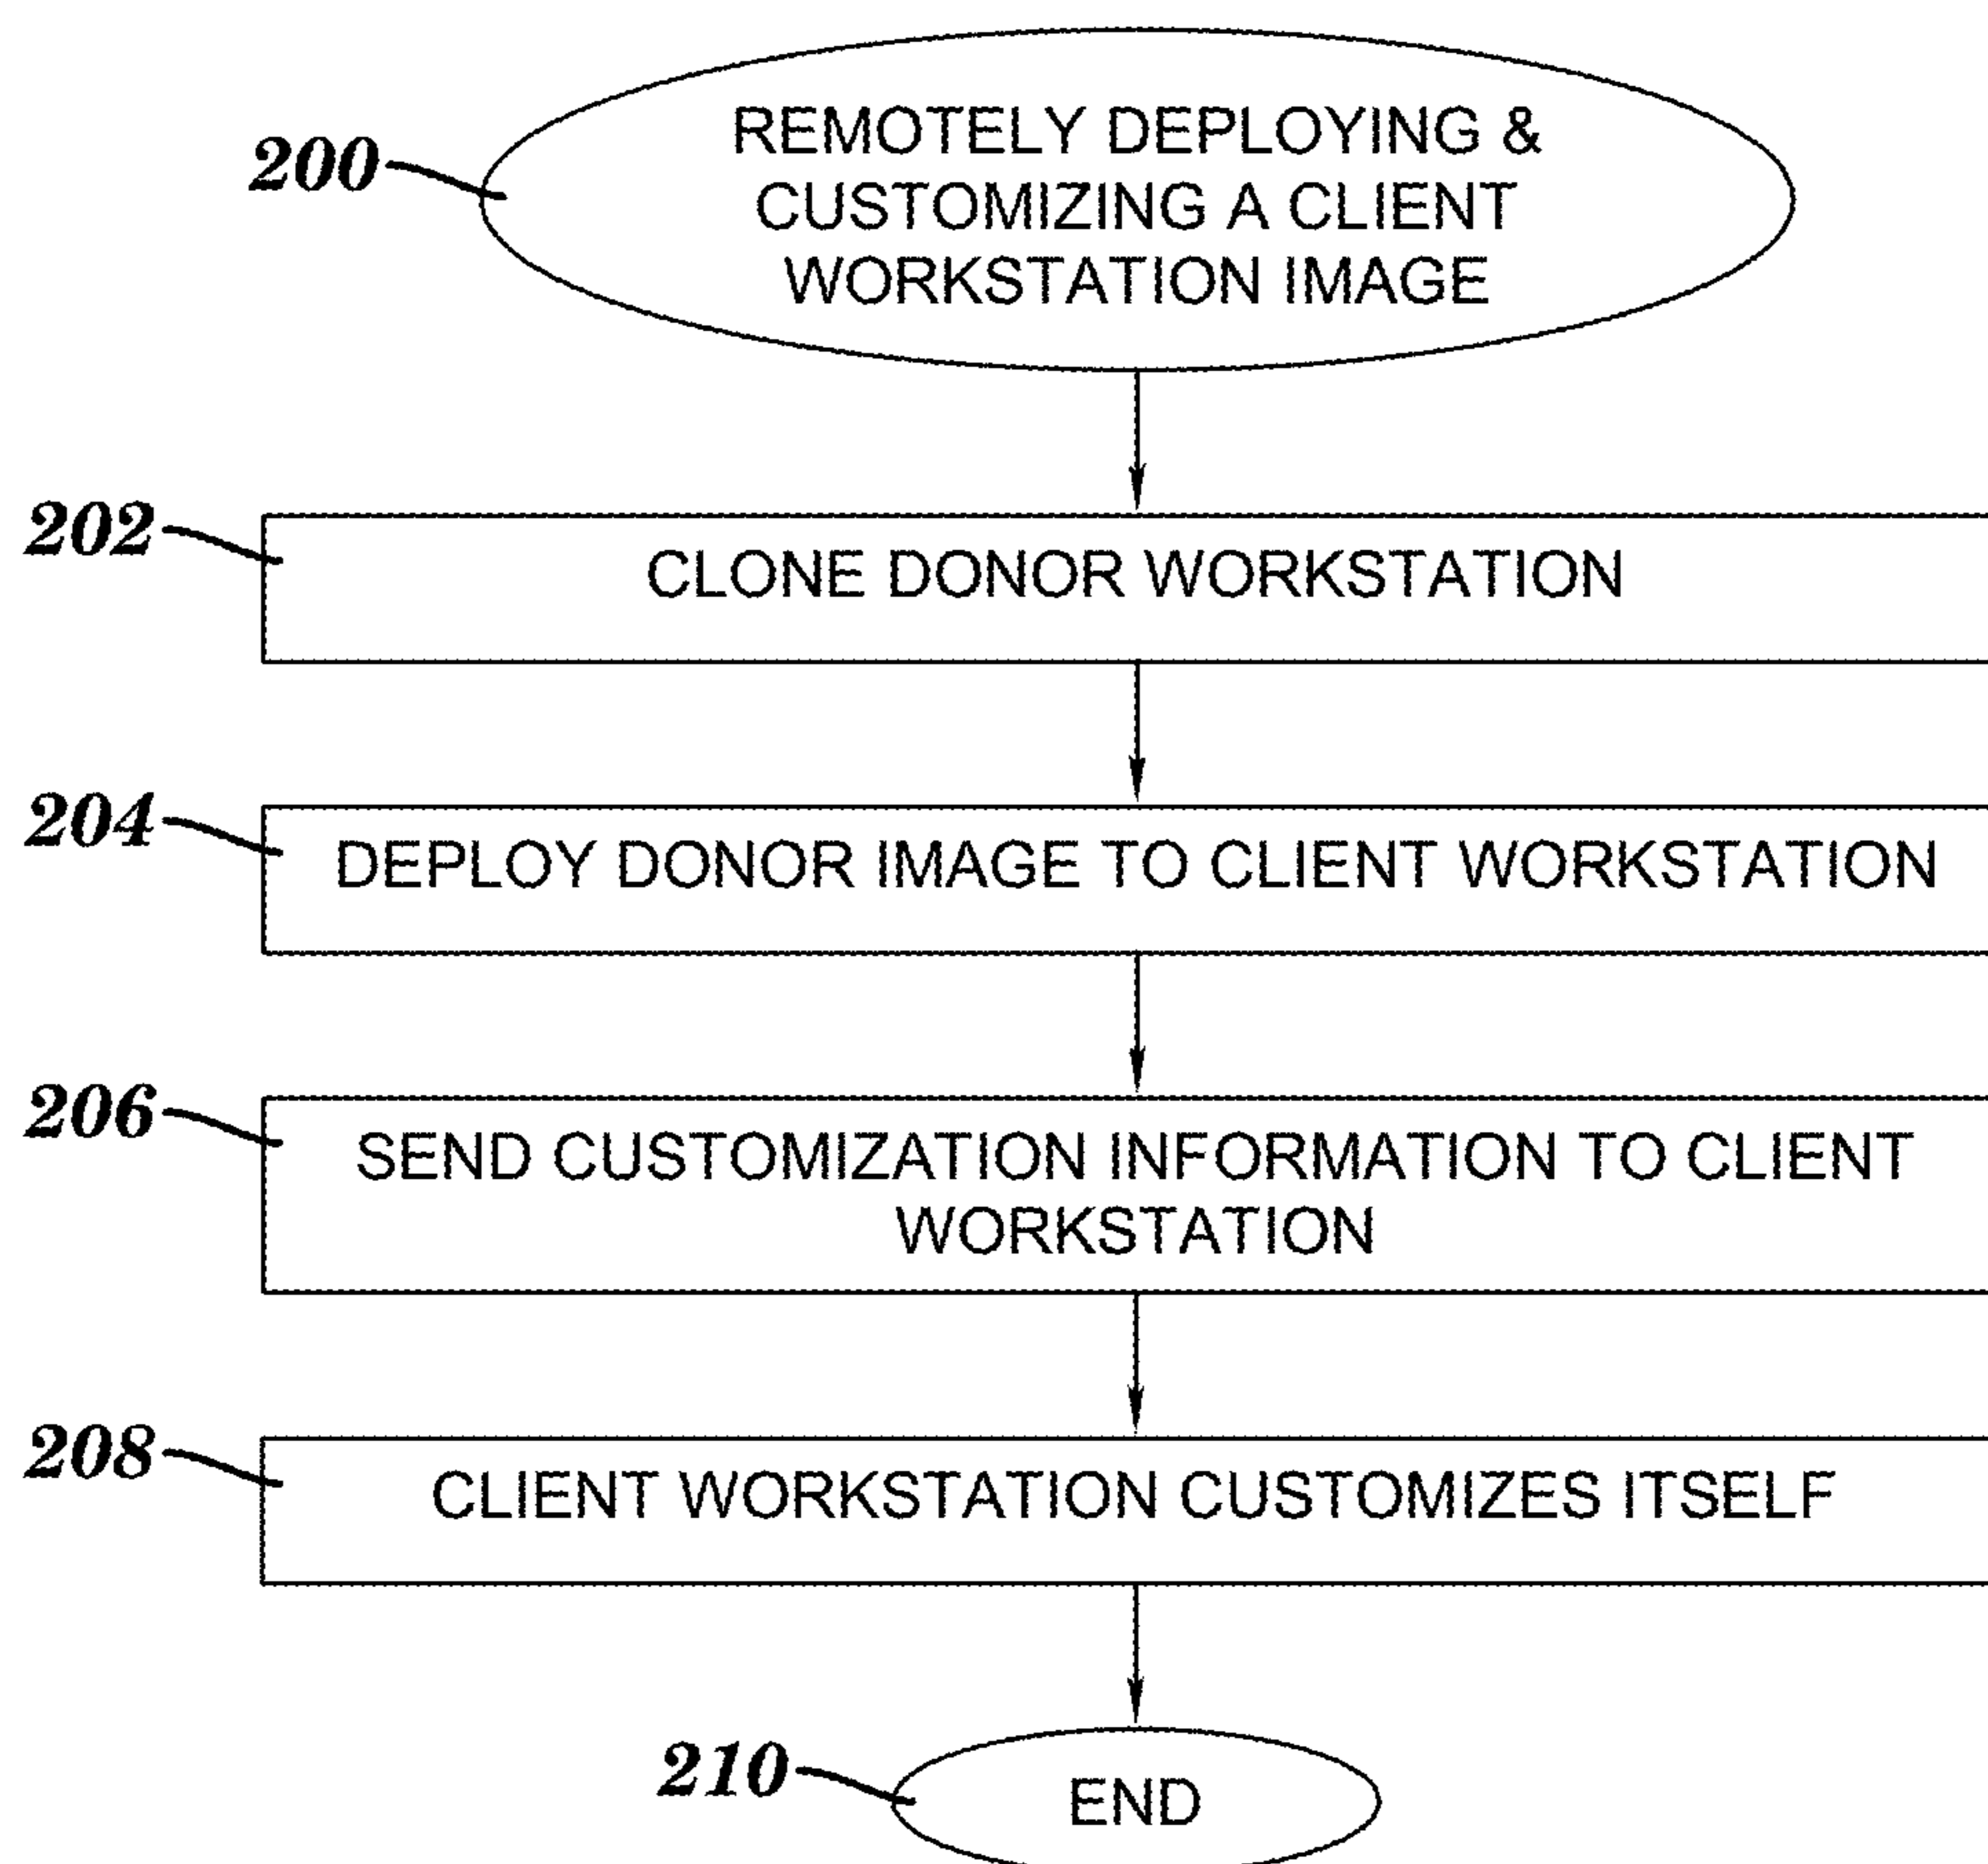 200
REMOTELY DEPLOYING &
CUSTOMIZING A CLIENT
WORKSTATION IMAGE
202
CLONE DONOR WORKSTATION
204
DEPLOY DONOR IMAGE TO CLIENT WORKSTATION
206
SEND CUSTOMIZATION INFORMATION TO CLIENT
WORKSTATION
208
CLIENT WORKSTATION CUSTOMIZES ITSELF
210
END